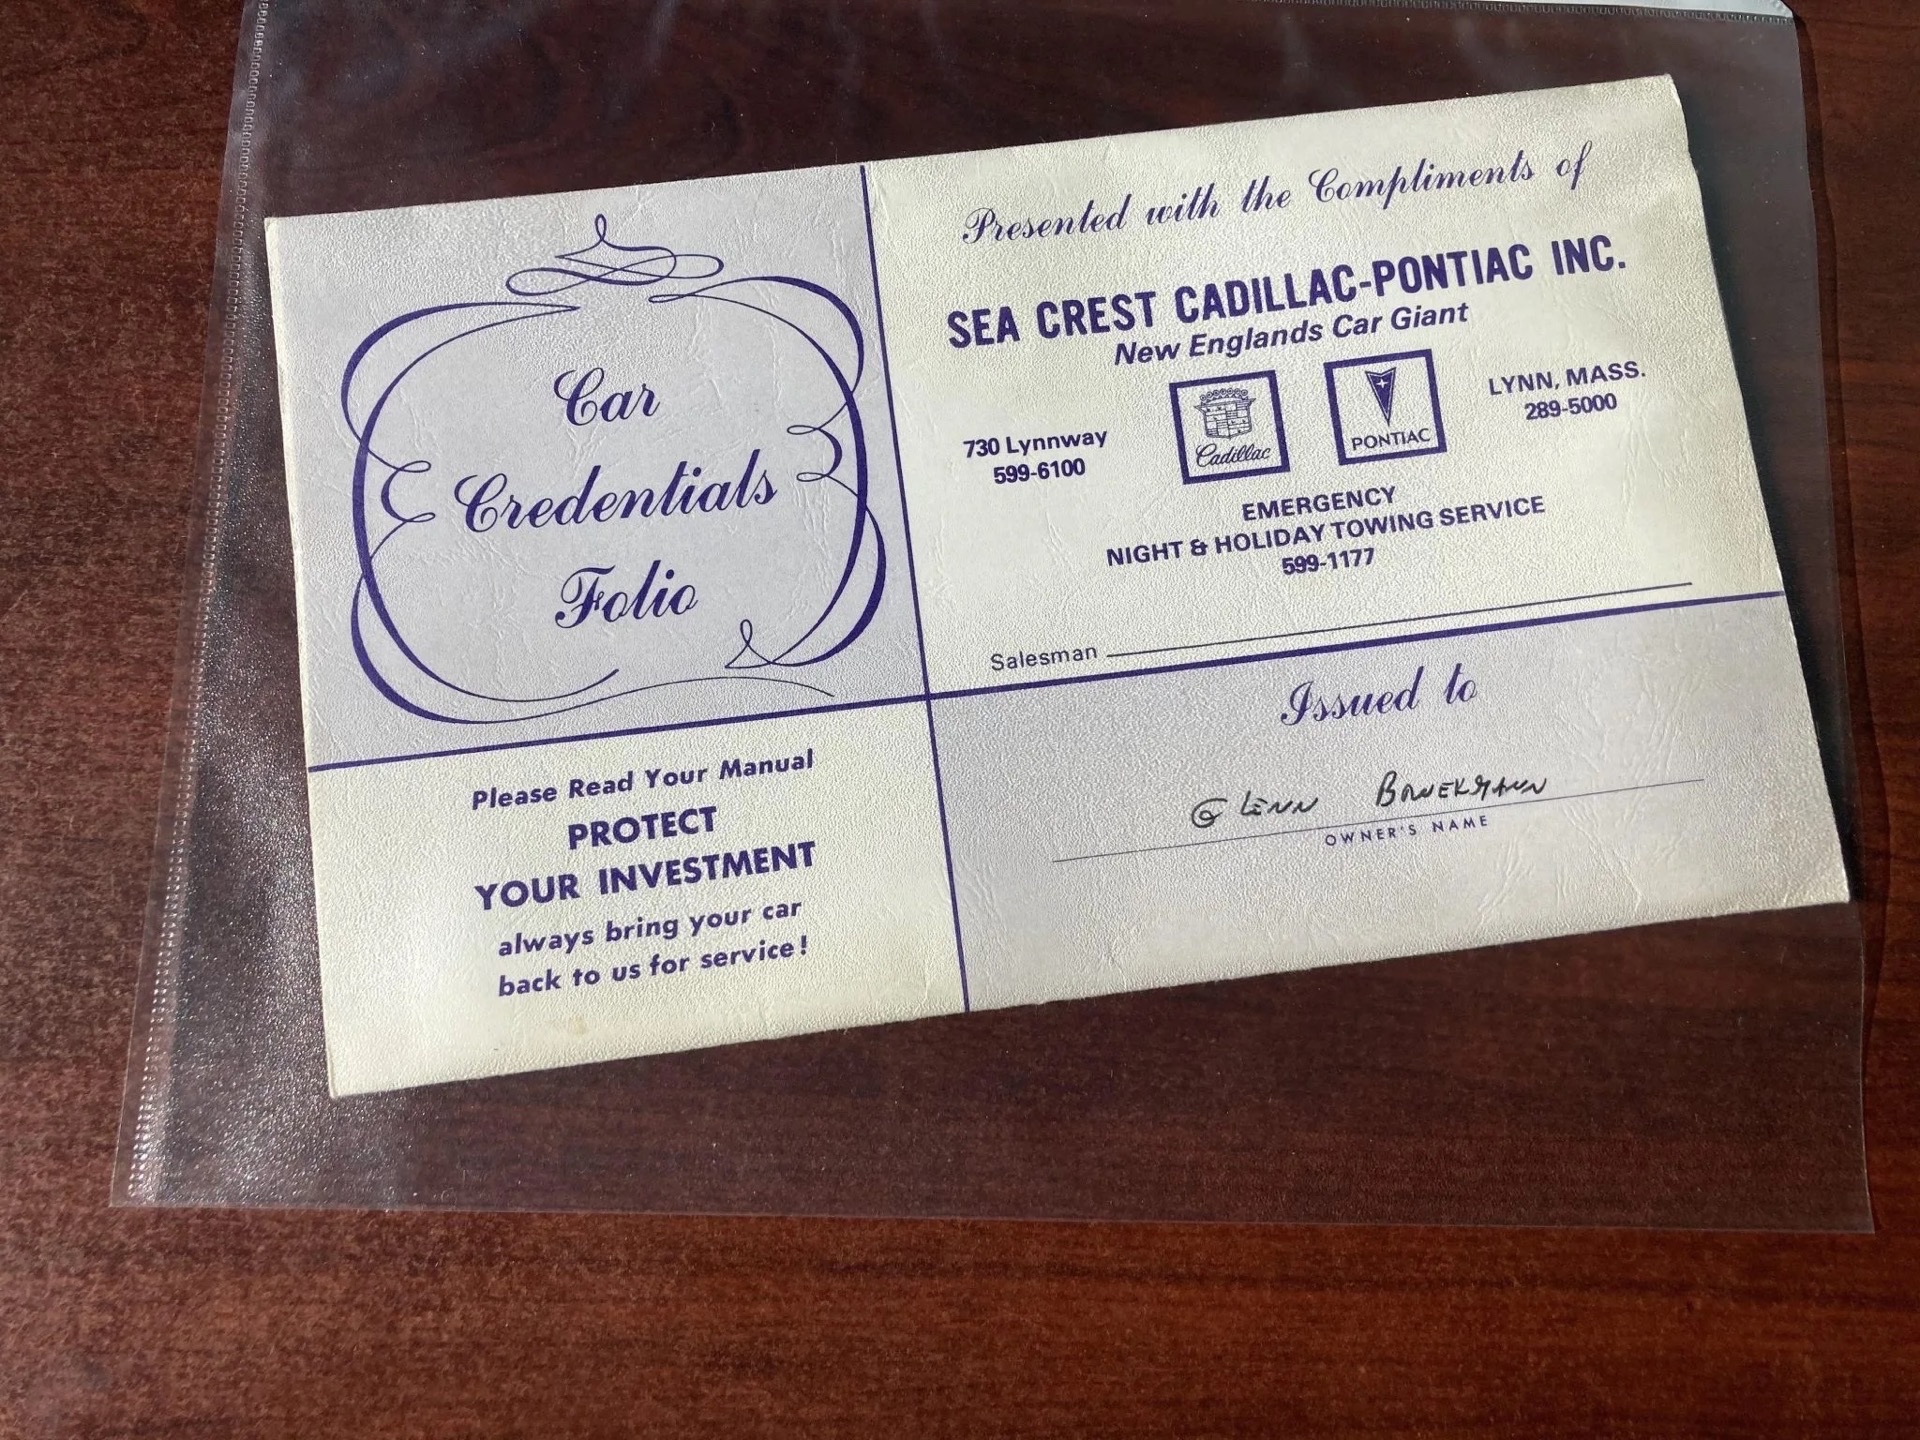 Car
Credentials
Folio
Presented with the Compliments of
SEA CREST CADILLAC-PONTIAC INC.
New Englands Car Giant
730 Lynnway
599-6100
Cadillac
PONTIAC
LYNN, MASS.
289-5000
EMERGENCY
NIGHT & HOLIDAY TOWING SERVICE
599-1177
Salesman
Please Read Your Manual
PROTECT
YOUR INVESTMENT
always bring your car
back to us for service!
Issued to
GLENN
OWNER'S NAME